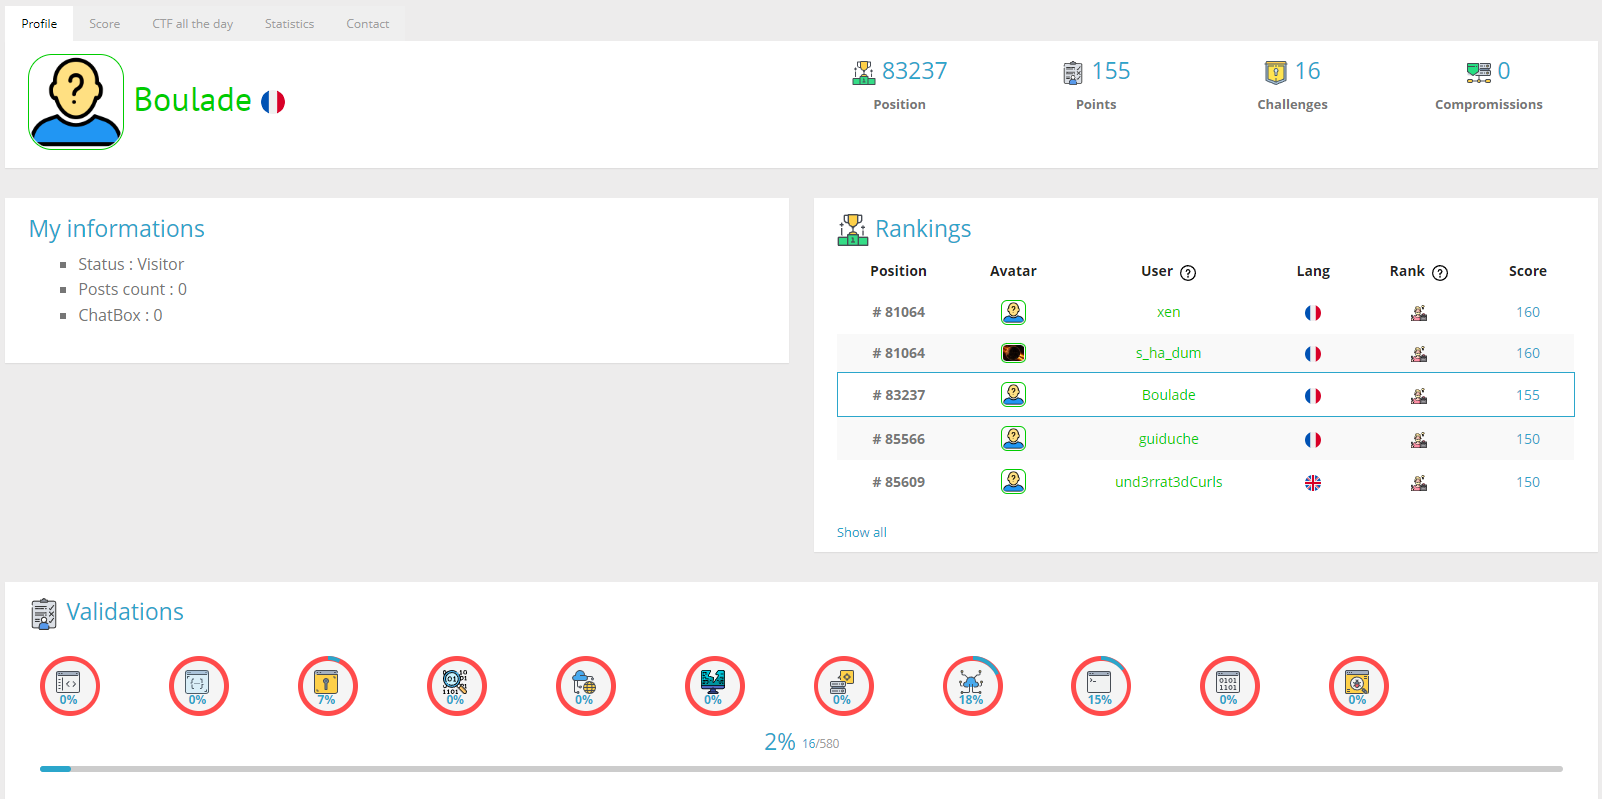 Profile Score CTF all the day Statistics Contact
Boulade
83237 155 16 0
Position Points Challenges Compromissions
My informations
Status : Visitor
Posts count : 0
ChatBox : 0
Rankings
Position Avatar User ? Lang Rank ? Score
# 81064 xen 160
# 81064 s_ha_dum 160
# 83237 Boulade 155
# 85566 guiduche 150
# 85609 und3rrat3dCurls 150
Show all
Validations
0% 0% 7% 0% 0% 0% 0% 18% 15% 0% 0%
2% 16/580